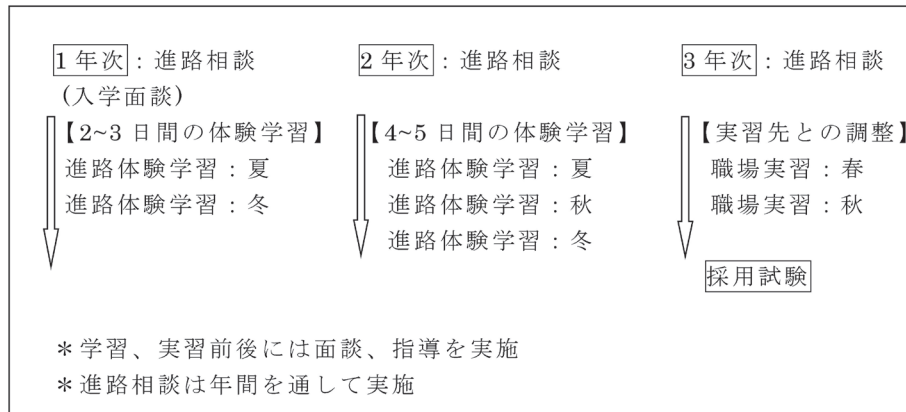 1 年次：進路相談
(入学面談)
【2~3 日間の体験学習】
進路体験学習：夏
進路体験学習：冬
2 年次：進路相談
【4~5 日間の体験学習】
進路体験学習：夏
進路体験学習：秋
進路体験学習：冬
3 年次：進路相談
【実習先との調整】
職場実習：春
職場実習：秋
採用試験
＊学習、実習前後には面談、指導を実施
＊進路相談は年間を通して実施